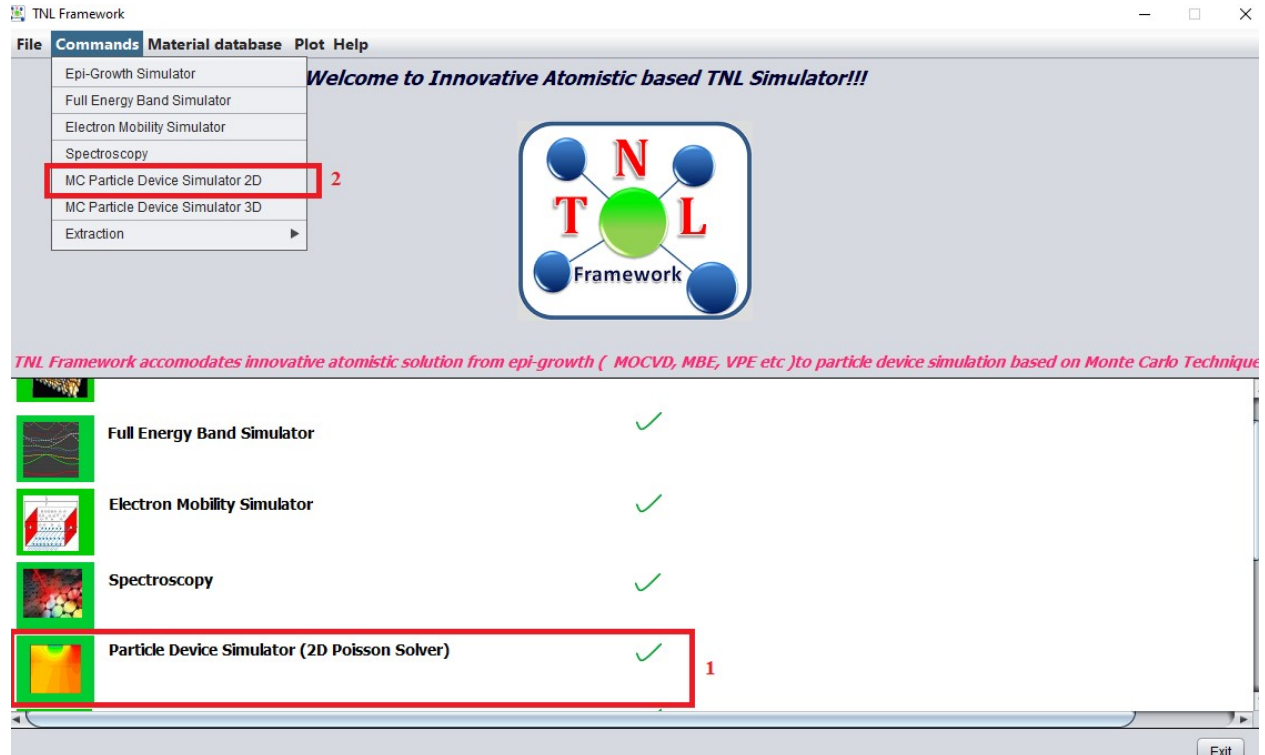 TNL Framework
File Commands Material database Plot Help
Epi-Growth Simulator
Full Energy Band Simulator
Electron Mobility Simulator
Spectroscopy
MC Particle Device Simulator 2D
2
MC Particle Device Simulator 3D
Extraction
Welcome to Innovative Atomistic based TNL Simulator!!!
N
T L
Framework
TNL Framework accomodates innovative atomistic solution from epi-growth ( MOCVD, MBE, VPE etc )to particle device simulation based on Monte Carlo Technique
Full Energy Band Simulator
Electron Mobility Simulator
Spectroscopy
Particle Device Simulator (2D Poisson Solver)
1
Exit